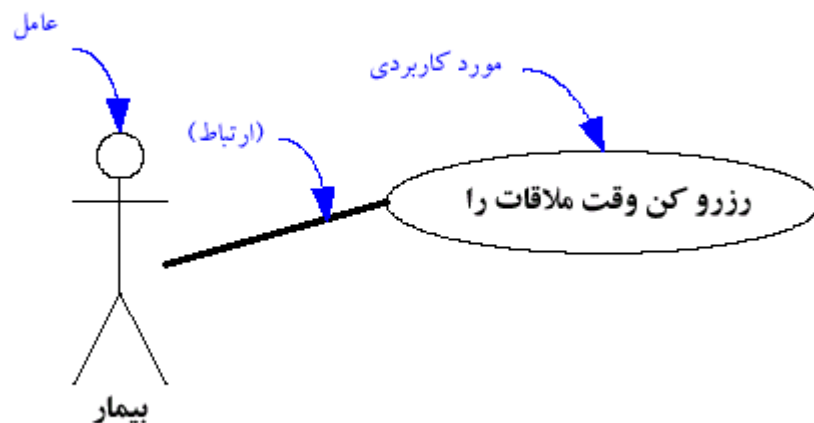 عامل
مورد کاربردی
(ارتباط)
رزرو کن وقت ملاقات را
بیمار